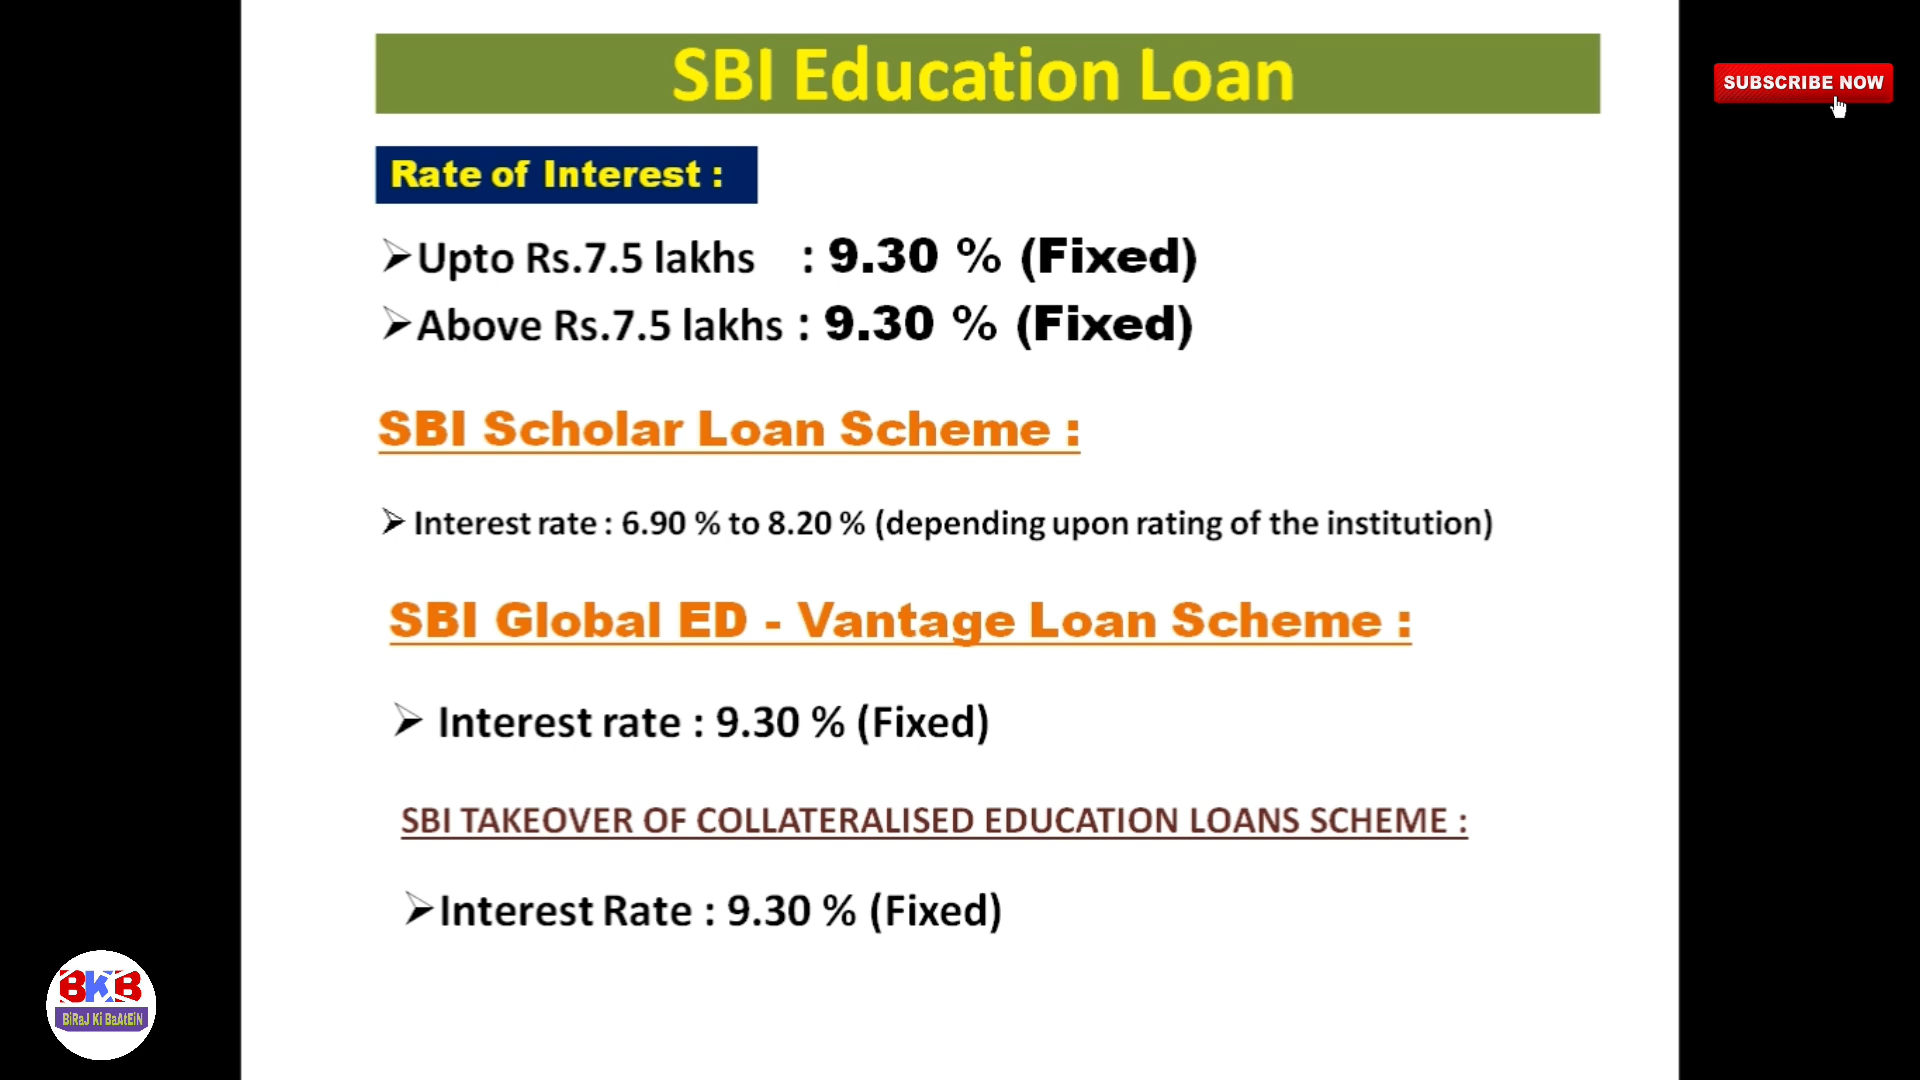 SBI Education Loan
SUBSCRIBE NOW
Rate of Interest :
➢Upto Rs.7.5 lakhs : 9.30 % (Fixed)
➢Above Rs.7.5 lakhs : 9.30 % (Fixed)
SBI Scholar Loan Scheme :
➢ Interest rate : 6.90 % to 8.20 % (depending upon rating of the institution)
SBI Global ED - Vantage Loan Scheme :
➢ Interest rate : 9.30 % (Fixed)
SBI TAKEOVER OF COLLATERALISED EDUCATION LOANS SCHEME :
➢Interest Rate : 9.30 % (Fixed)
BKB
BiRaJ Ki BaAtEiN